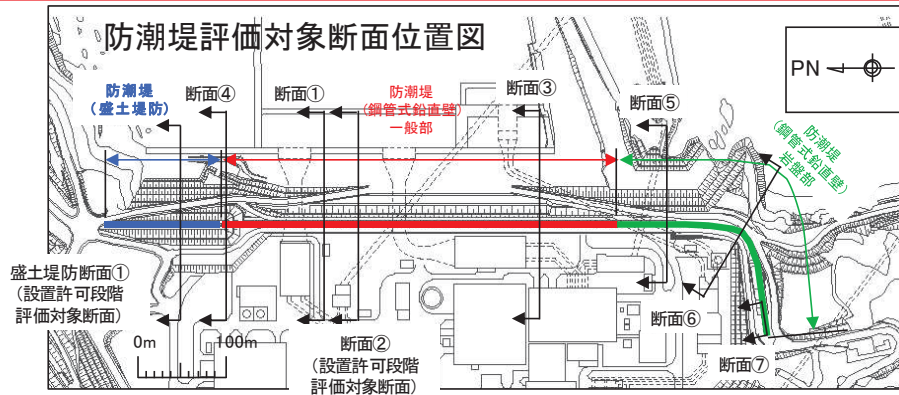 防潮堤評価対象断面位置図
PN
防潮堤
(盛土堤防)
断面④
断面①
防潮堤
(鋼管式鉛直壁)
一般部
断面③
断面⑤
防潮堤
(鋼管式鉛直壁)
岩盤部
盛土堤防断面①
(設置許可段階
評価対象断面)
0m
100m
断面②
(設置許可段階
評価対象断面)
断面⑥
断面⑦